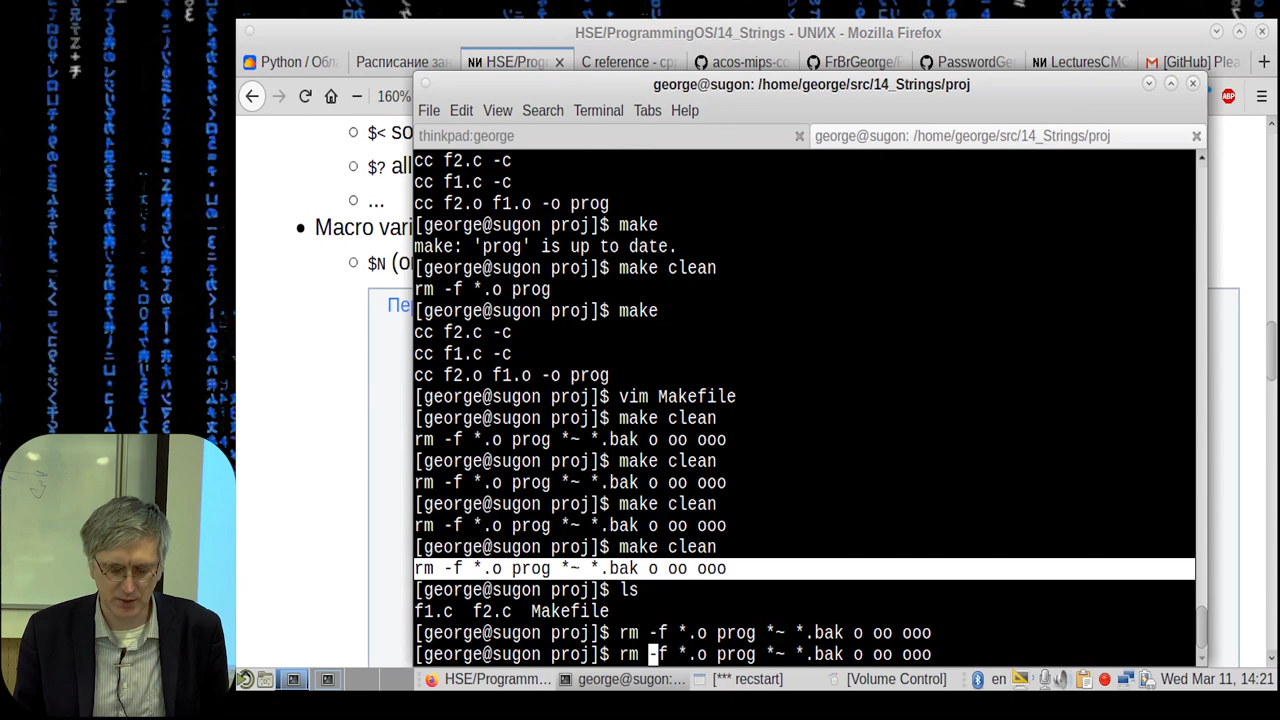 HSE/ProgrammingOS/14_Strings - UNИX - Mozilla Firefox
Python / Обла
Расписание за
HSE/Prog
C reference - cp
acos-mips-co
FrBrGeorge/F
PasswordGe
LecturesCMC
[GitHub] Plea
160%
george@sugon: /home/george/src/14_Strings/proj
File Edit View Search Terminal Tabs Help
thinkpad:george
george@sugon: /home/george/src/14_Strings/proj
$< so
$? all
...
Macro vari
$N (o
Пер
cc f2.c -c
cc f1.c -c
cc f2.o f1.o -o prog
[george@sugon proj]$ make
make: 'prog' is up to date.
[george@sugon proj]$ make clean
rm -f *.o prog
[george@sugon proj]$ make
cc f2.c -c
cc f1.c -c
cc f2.o f1.o -o prog
[george@sugon proj]$ vim Makefile
[george@sugon proj]$ make clean
rm -f *.o prog *~ *.bak o oo ooo
[george@sugon proj]$ make clean
rm -f *.o prog *~ *.bak o oo ooo
[george@sugon proj]$ make clean
rm -f *.o prog *~ *.bak o oo ooo
[george@sugon proj]$ make clean
rm -f *.o prog *~ *.bak o oo ooo
[george@sugon proj]$ ls
f1.c f2.c Makefile
[george@sugon proj]$ rm -f *.o prog *~ *.bak o oo ooo
[george@sugon proj]$ rm -f *.o prog *~ *.bak o oo ooo
HSE/Programm...
george@sugon:...
[*** recstart]
[Volume Control]
en
Wed Mar 11, 14:21